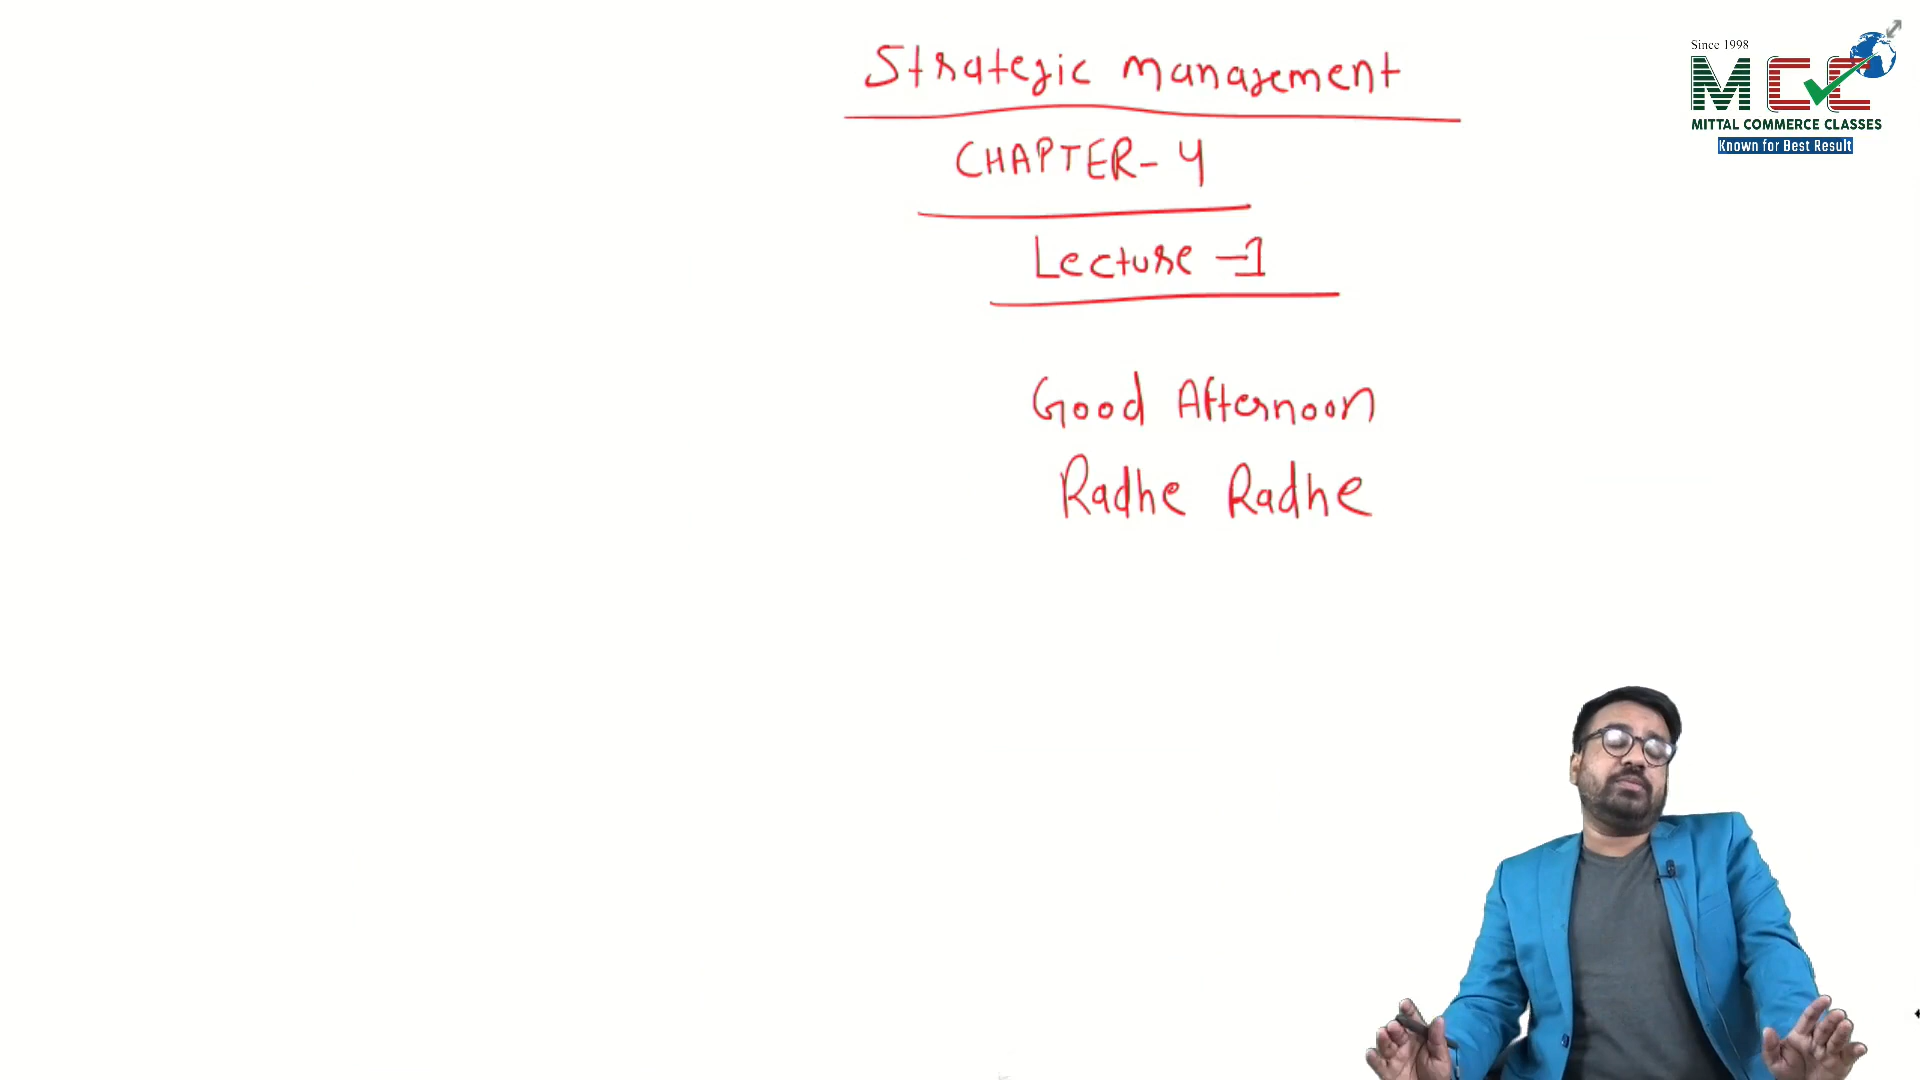 Strategic Management
CHAPTER-4
Lecture-1
Good Afternoon
Radhe Radhe
Since 1998
MCC
MITTAL COMMERCE CLASSES
Known for Best Result